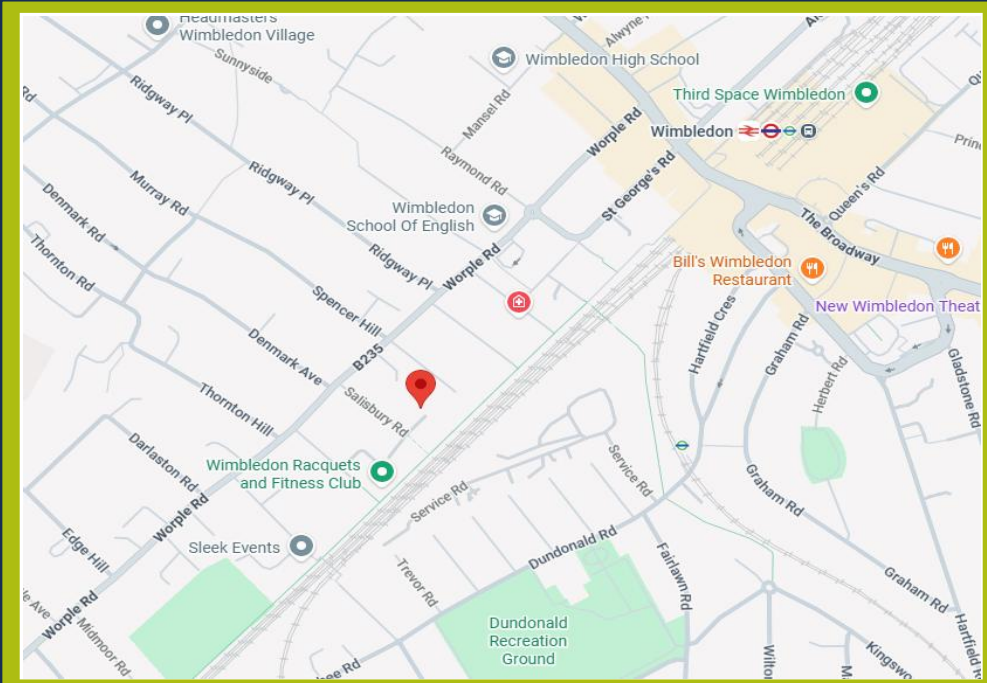 Headmasters
Wimbledon Village
Sunnyside
Alwyne
Wimbledon High School
Third Space Wimbledon
Rd
Ridgway Pl
Mansel Rd
Worple Rd
Wimbledon
Raymond Rd
St George's Rd
Ridgway Pl
Queen's Rd
Murray Rd
Denmark Rd
Wimbledon
School Of English
The Broadway
Thornton Rd
Ridgway Pl
Worple Rd
Bill's Wimbledon
Restaurant
Spencer Hill
New Wimbledon Theat
Hartfield Cres
Graham Rd
Denmark Ave
B235
Gladstone Rd
Herbert Rd
Thornton Hill
Salisbury Rd
Darlaston Rd
Wimbledon Racquets
and Fitness Club
Service Rd
Service Rd
Graham Rd
Worple Rd
Sleek Events
Edge Hill
Dundonald Rd
Trevor Rd
Fairlawn Rd
Graham Rd
Worple Rd
Midmoor Rd
Dundonald
Recreation
Ground
Hartfield R
Kingswo
Wilto
Ave
Rd